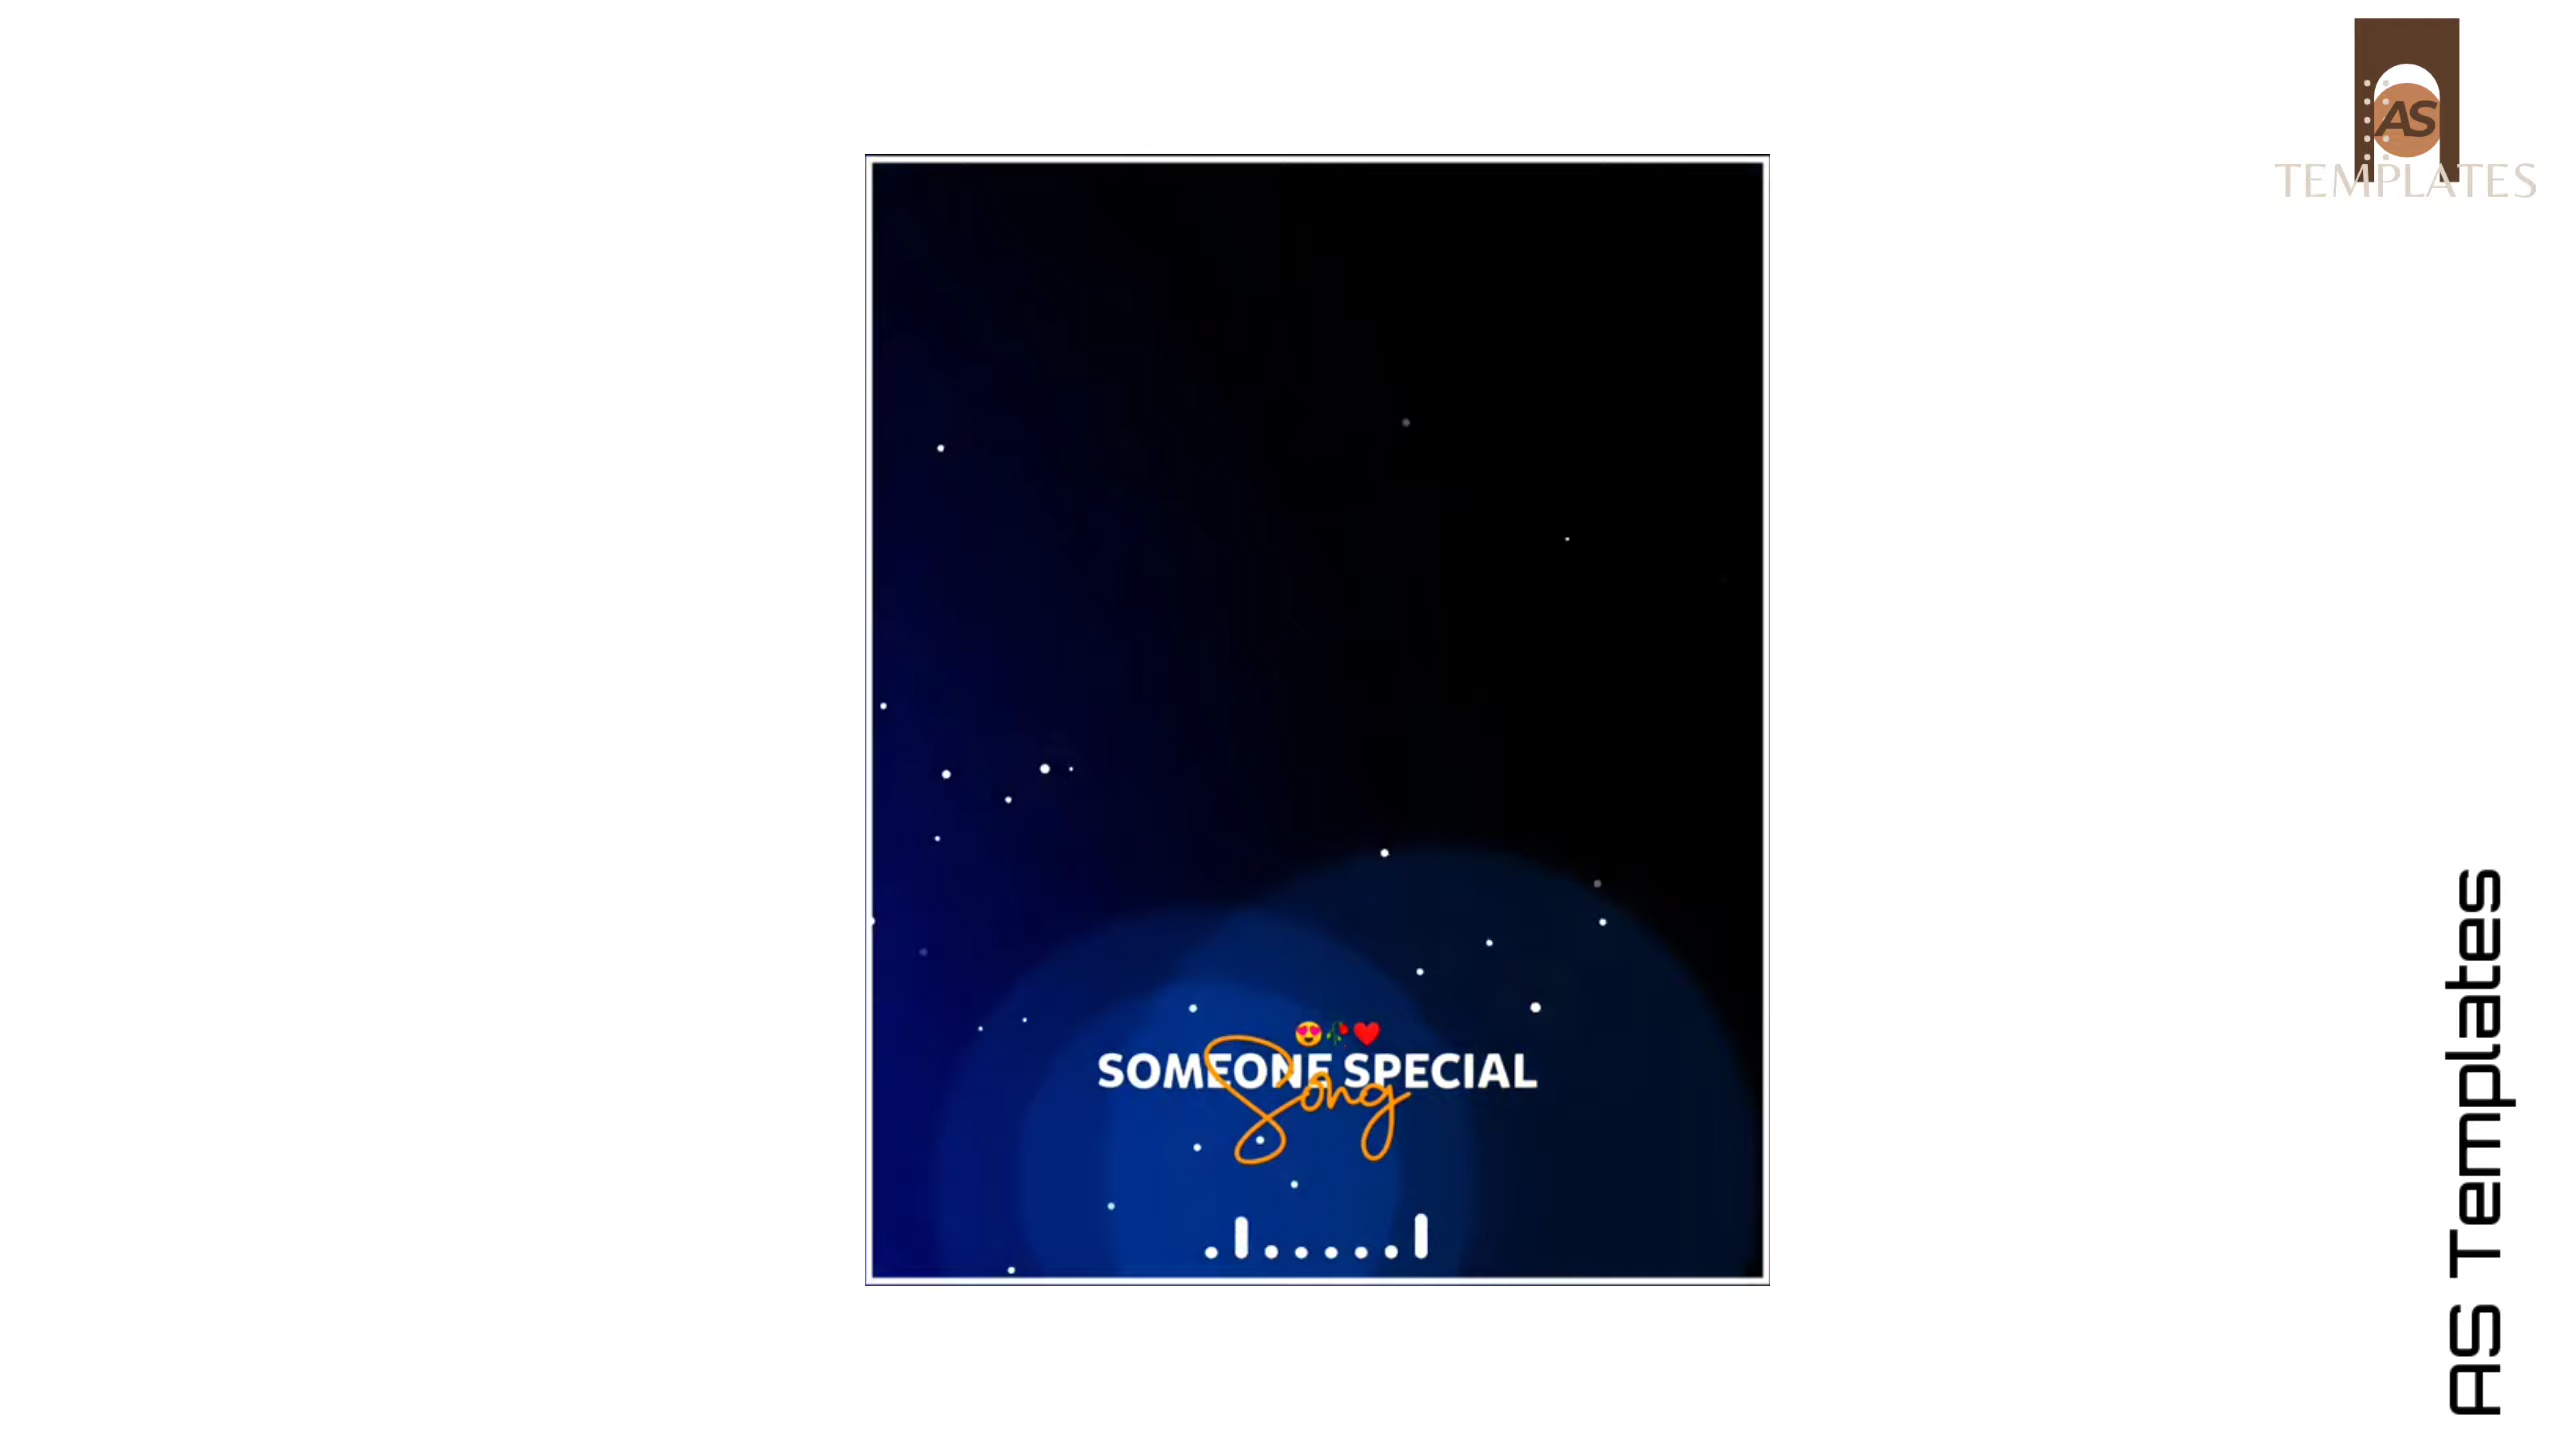 AS
TEMPLATES
😍🥀❤️
SOMEONE SPECIAL
Song
AS Templates